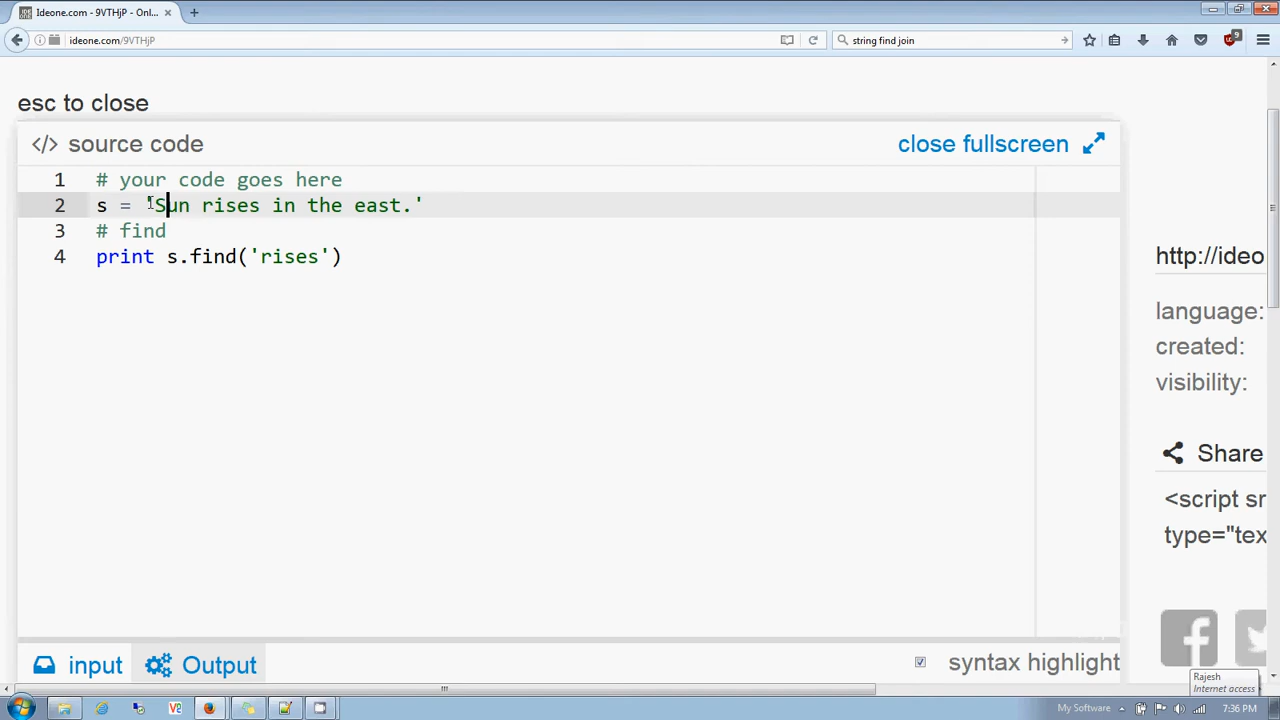 Ideone.com - 9VTHjP - Onl...
ideone.com/9VTHjP
string find join
9
esc to close
</> source code
close fullscreen
1 # your code goes here
2 s = 'Sun rises in the east.'
3 # find
4 print s.find('rises')
http://ideo
language:
created:
visibility:
Share
<script sr
type="tex
input
Output
syntax highlight
Rajesh
Internet access
My Software
7:36 PM